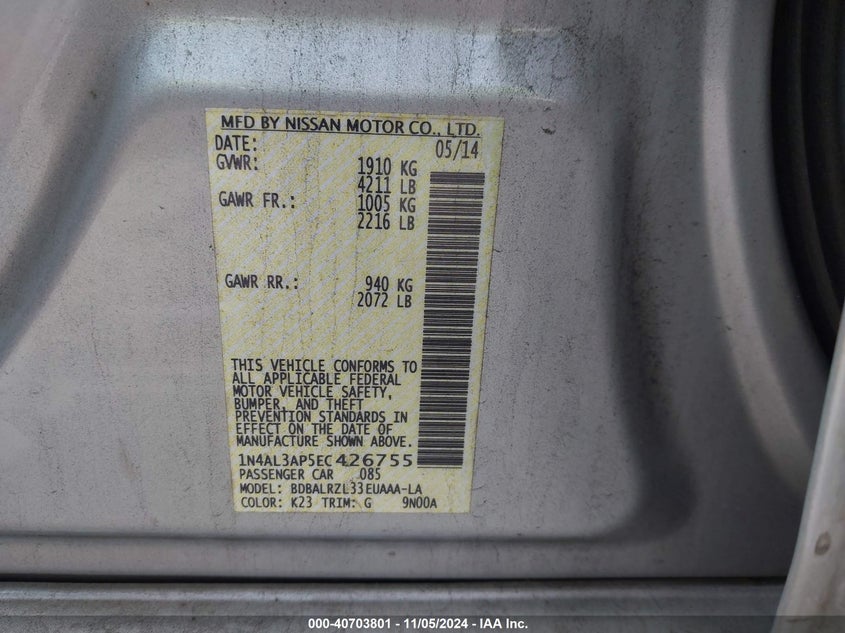 MFD BY NISSAN MOTOR CO., LTD.
DATE: 05/14
GVWR: 1910 KG
4211 LB
GAWR FR.: 1005 KG
2216 LB
GAWR RR.: 940 KG
2072 LB
THIS VEHICLE CONFORMS TO
ALL APPLICABLE FEDERAL
MOTOR VEHICLE SAFETY,
BUMPER, AND THEFT
PREVENTION STANDARDS IN
EFFECT ON THE DATE OF
MANUFACTURE SHOWN ABOVE.
1N4AL3AP5EC426755
PASSENGER CAR 085
MODEL: BDBALRZL33EUAAA-LA
COLOR: K23 TRIM: G 9N00A
000-40703801 - 11/05/2024 - IAA Inc.